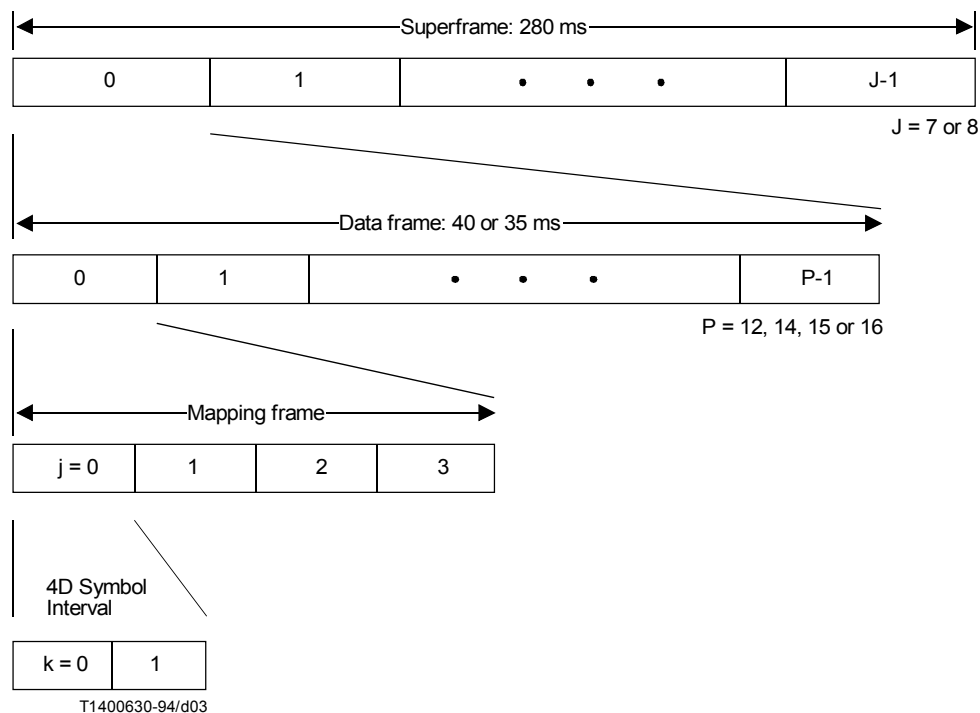 Superframe: 280 ms
0 1 • • • J-1
J = 7 or 8
Data frame: 40 or 35 ms
0 1 • • • P-1
P = 12, 14, 15 or 16
Mapping frame
j = 0 1 2 3
4D Symbol
Interval
k = 0 1
T1400630-94/d03